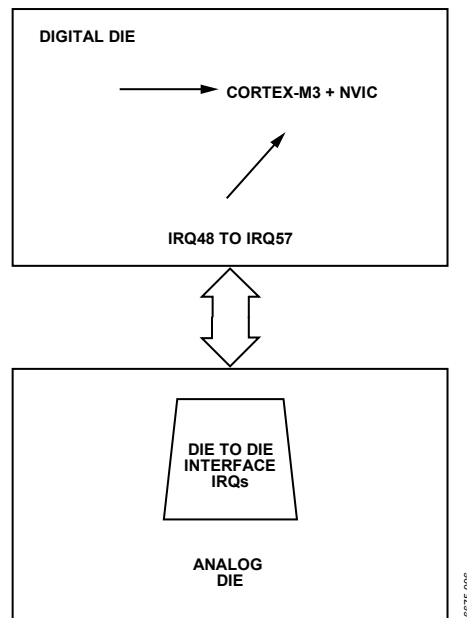 DIGITAL DIE
CORTEX-M3 + NVIC
IRQ48 TO IRQ57
DIE TO DIE
INTERFACE
IRQs
ANALOG
DIE